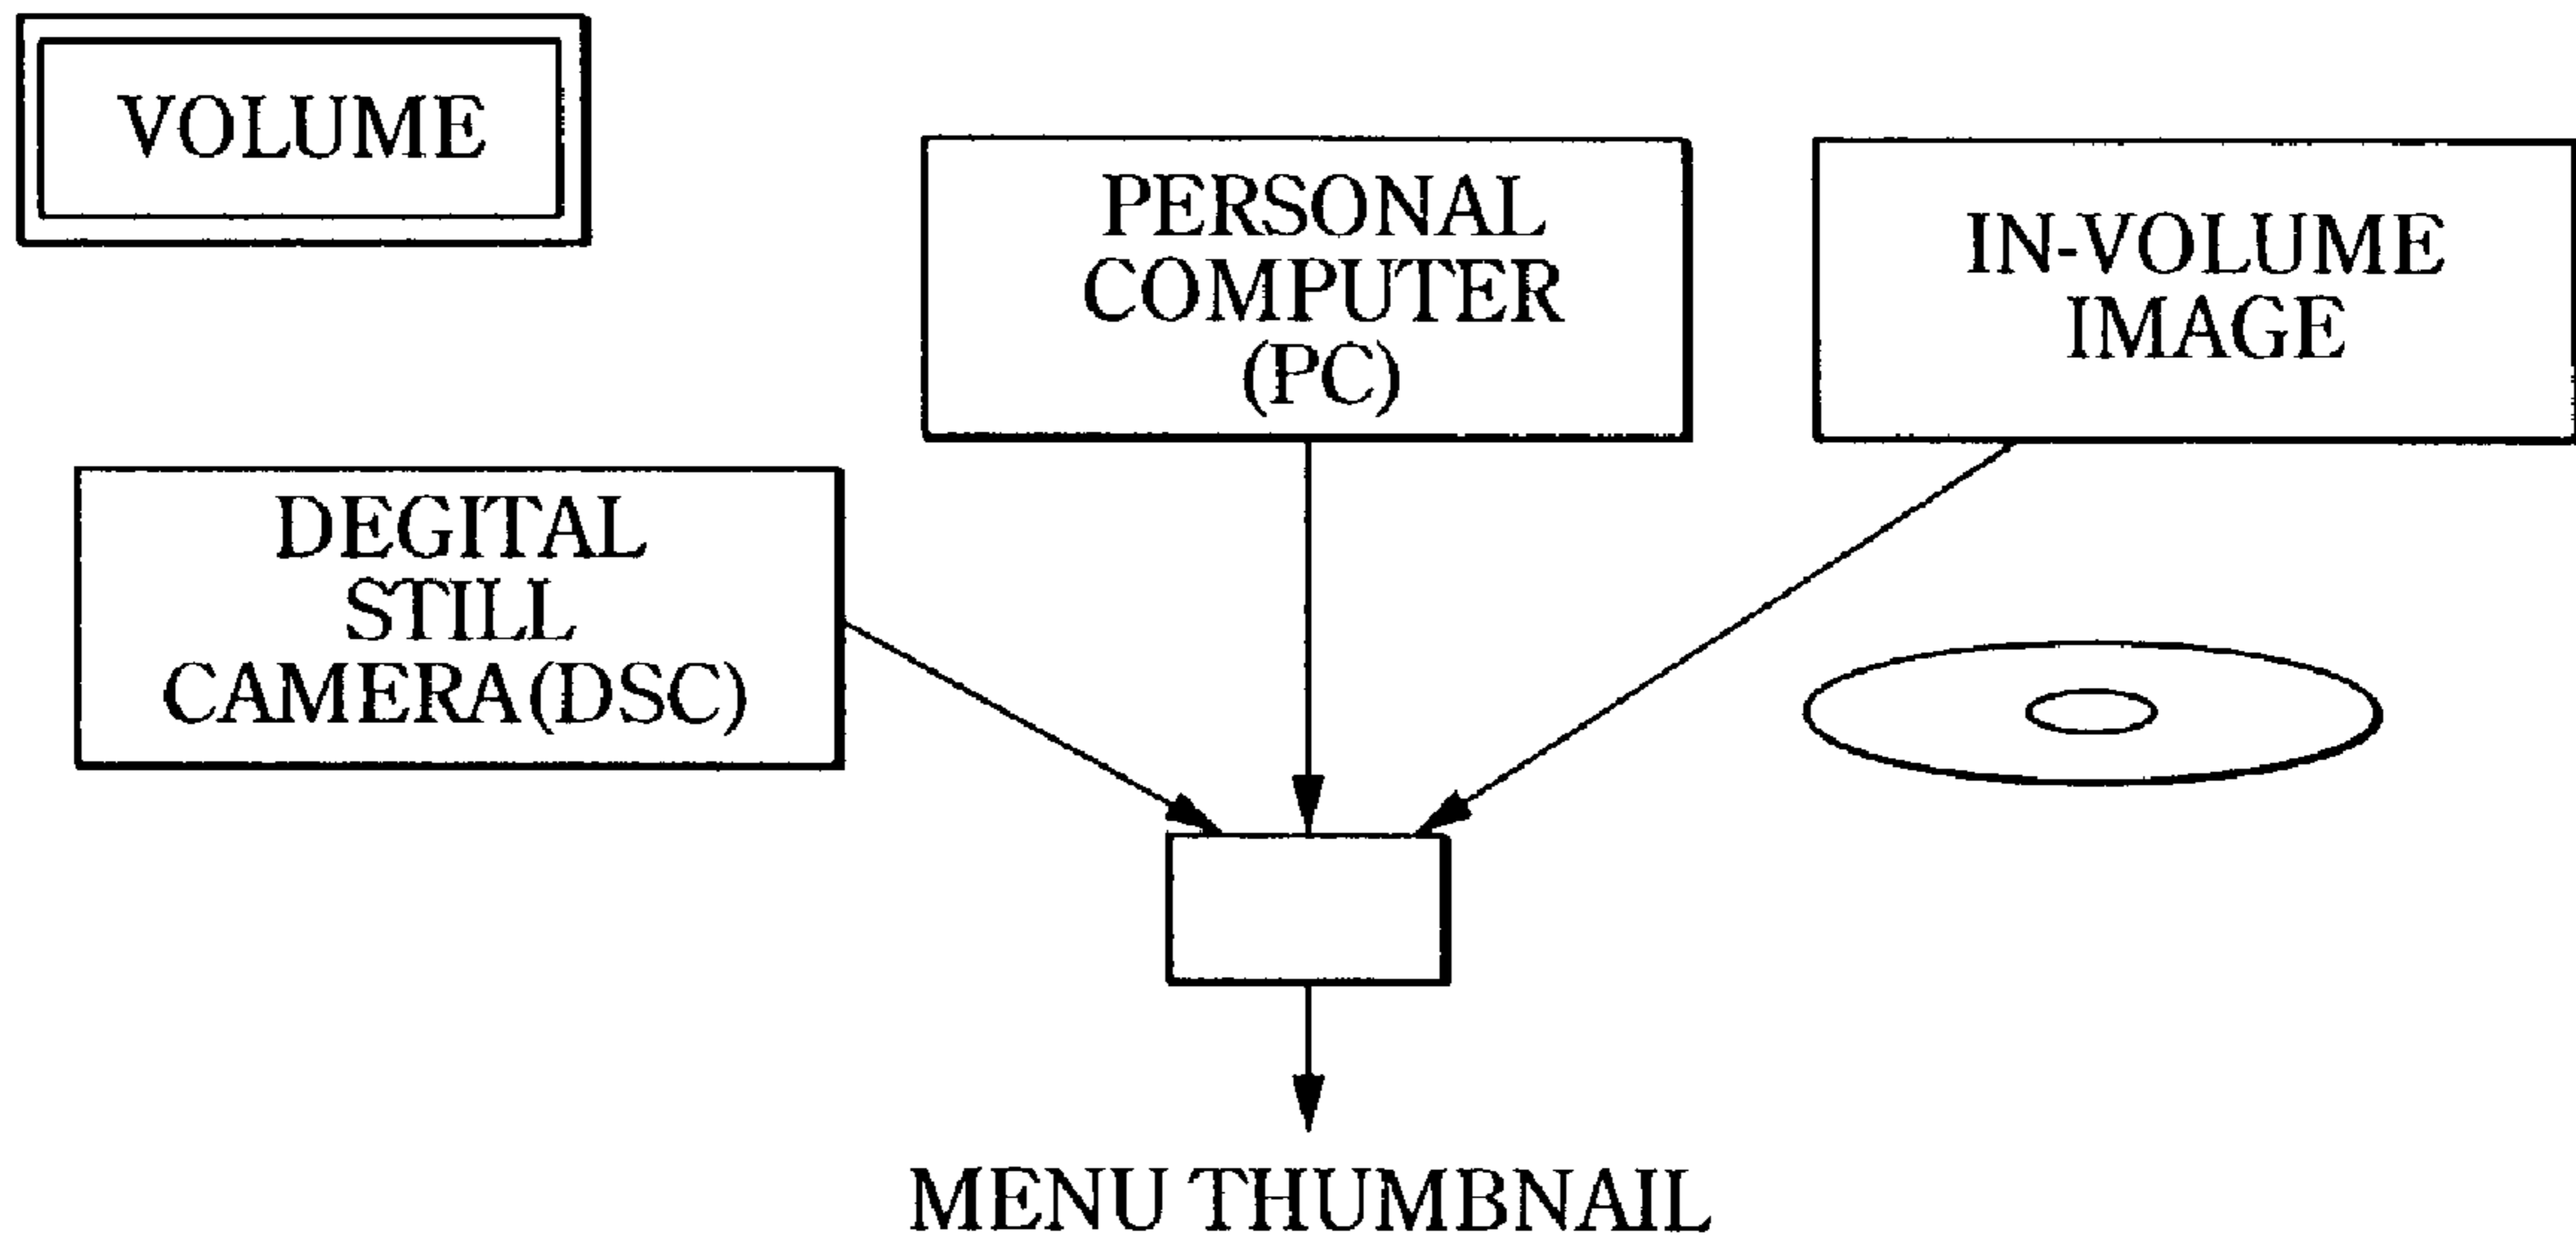 VOLUME
PERSONAL
COMPUTER
(PC)
IN-VOLUME
IMAGE
DEGITAL
STILL
CAMERA(DSC)
MENU THUMBNAIL